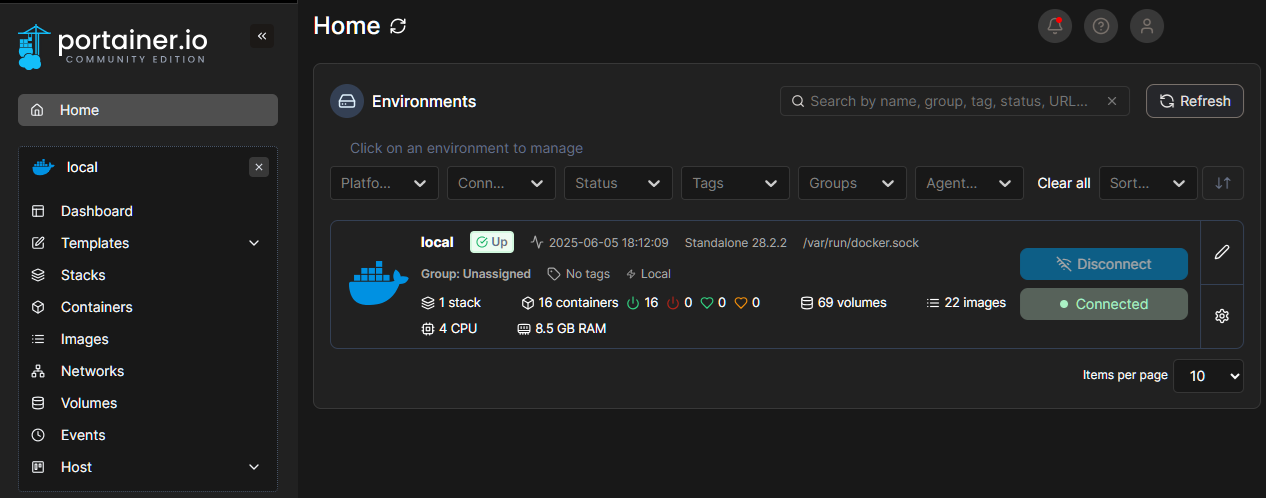 portainer.io
COMMUNITY EDITION
Home
local
Dashboard
Templates
Stacks
Containers
Images
Networks
Volumes
Events
Host
Home
Environments
Search by name, group, tag, status, URL...
Refresh
Click on an environment to manage
Platfo... Conn... Status Tags Groups Agent... Clear all Sort...
local Up 2025-06-05 18:12:09 Standalone 28.2.2 /var/run/docker.sock
Group: Unassigned No tags Local
1 stack 16 containers 16 0 0 0 69 volumes 22 images
4 CPU 8.5 GB RAM
Disconnect
Connected
Items per page 10